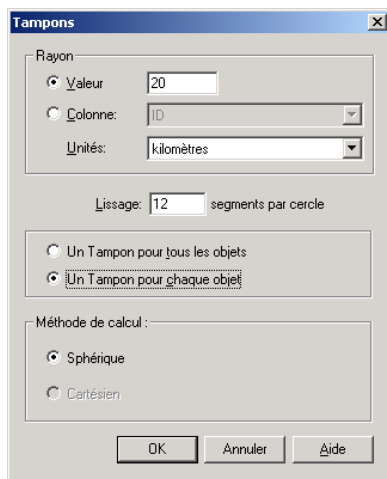 Tampons
Rayon
Valeur 20
Colonne: ID
Unités: kilomètres
Lissage: 12 segments par cercle
Un Tampon pour tous les objets
Un Tampon pour chaque objet
Méthode de calcul :
Sphérique
Cartésien
OK Annuler Aide